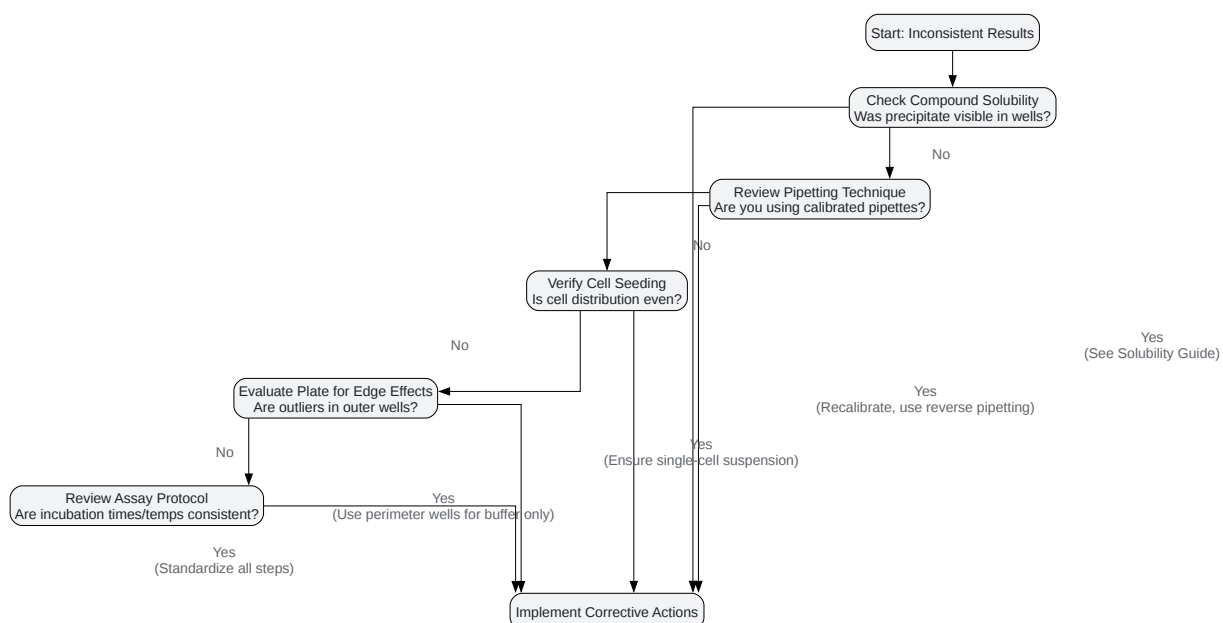 Start: Inconsistent Results
Check Compound Solubility
Was precipitate visible in wells?
No
Review Pipetting Technique
Are you using calibrated pipettes?
No
Verify Cell Seeding
Is cell distribution even?
Yes
(See Solubility Guide)
No
Evaluate Plate for Edge Effects
Are outliers in outer wells?
Yes
(Recalibrate, use reverse pipetting)
No
Yes
(Ensure single-cell suspension)
Review Assay Protocol
Are incubation times/temps consistent?
Yes
(Use perimeter wells for buffer only)
Yes
(Standardize all steps)
Implement Corrective Actions